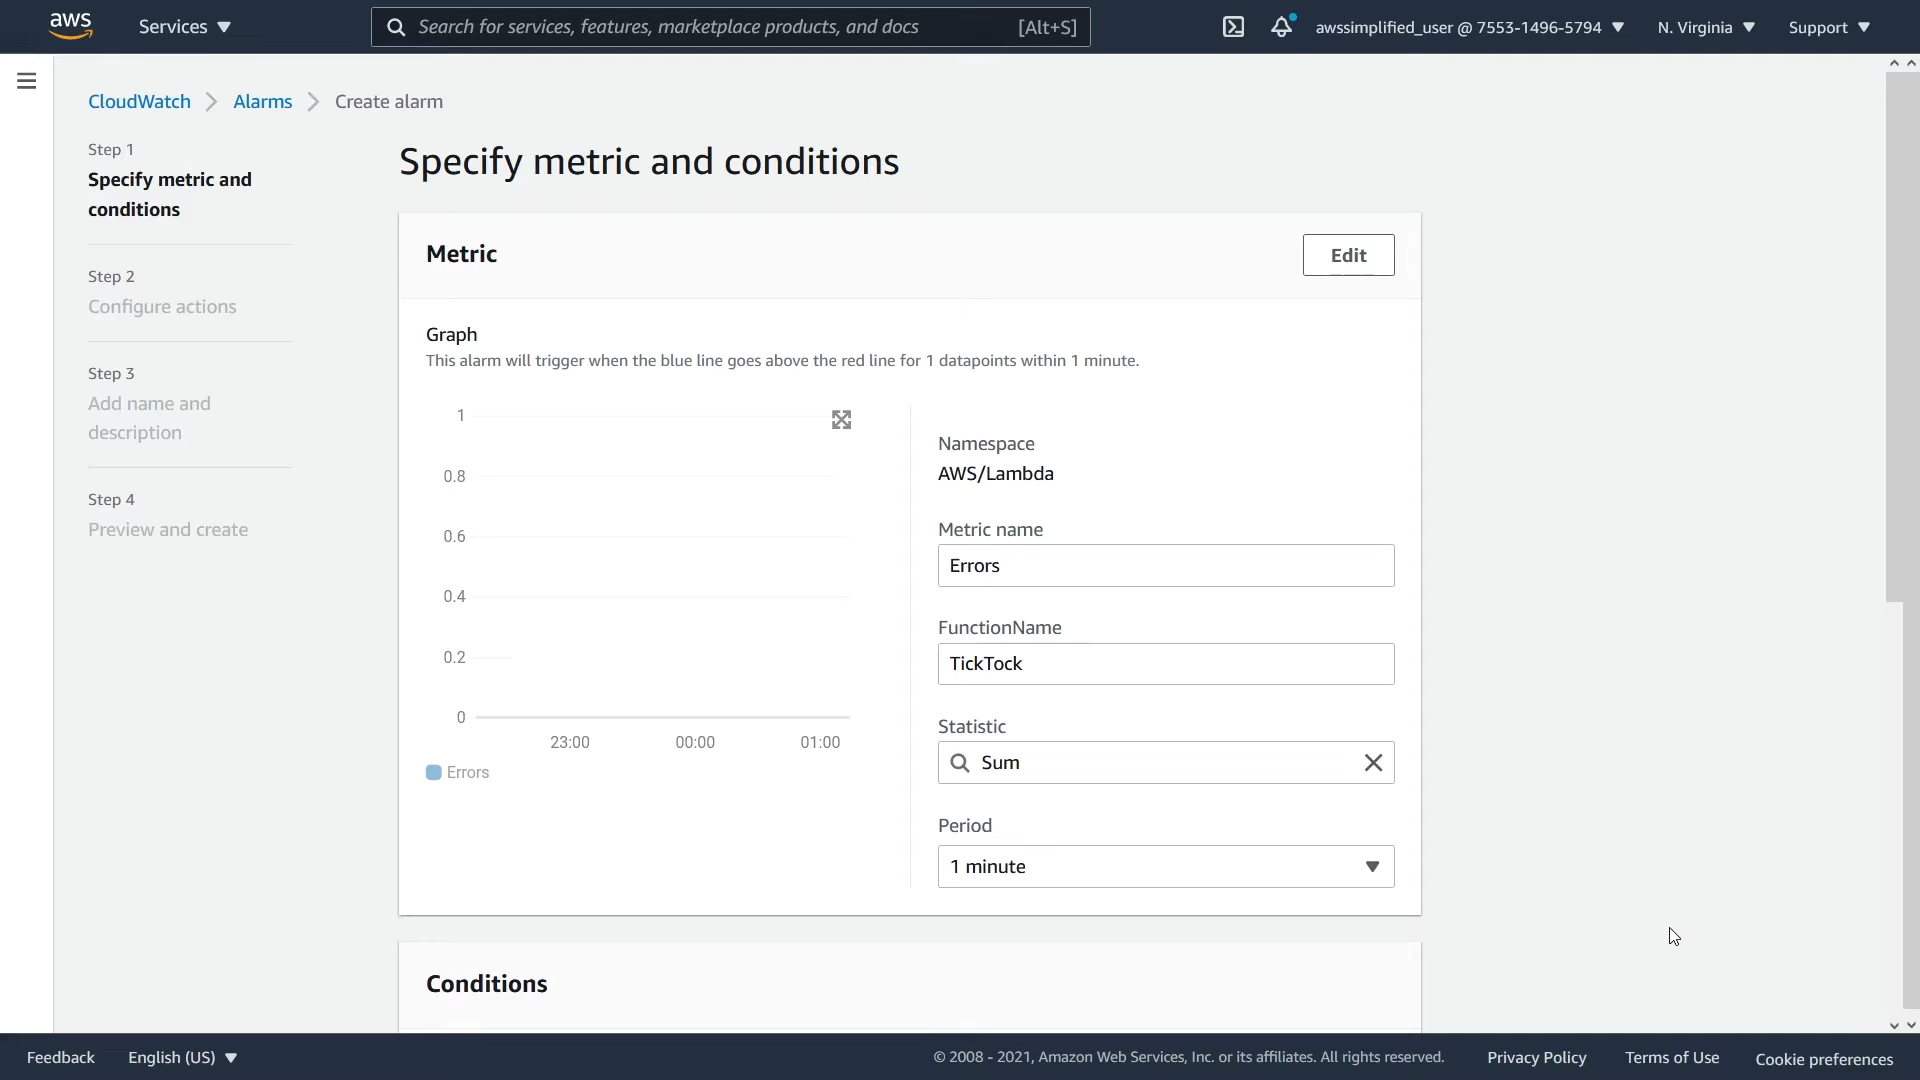 aws
Services
Search for services, features, marketplace products, and docs [Alt+S]
awssimplified_user @ 7553-1496-5794
N. Virginia
Support
CloudWatch
Alarms
Create alarm
Step 1
Specify metric and
conditions
Step 2
Configure actions
Step 3
Add name and
description
Step 4
Preview and create
Specify metric and conditions
Metric
Edit
Graph
This alarm will trigger when the blue line goes above the red line for 1 datapoints within 1 minute.
1
0.8
0.6
0.4
0.2
0
23:00
00:00
01:00
Errors
Namespace
AWS/Lambda
Metric name
Errors
FunctionName
TickTock
Statistic
Sum
Period
1 minute
Conditions
Feedback
English (US)
© 2008 - 2021, Amazon Web Services, Inc. or its affiliates. All rights reserved.
Privacy Policy
Terms of Use
Cookie preferences